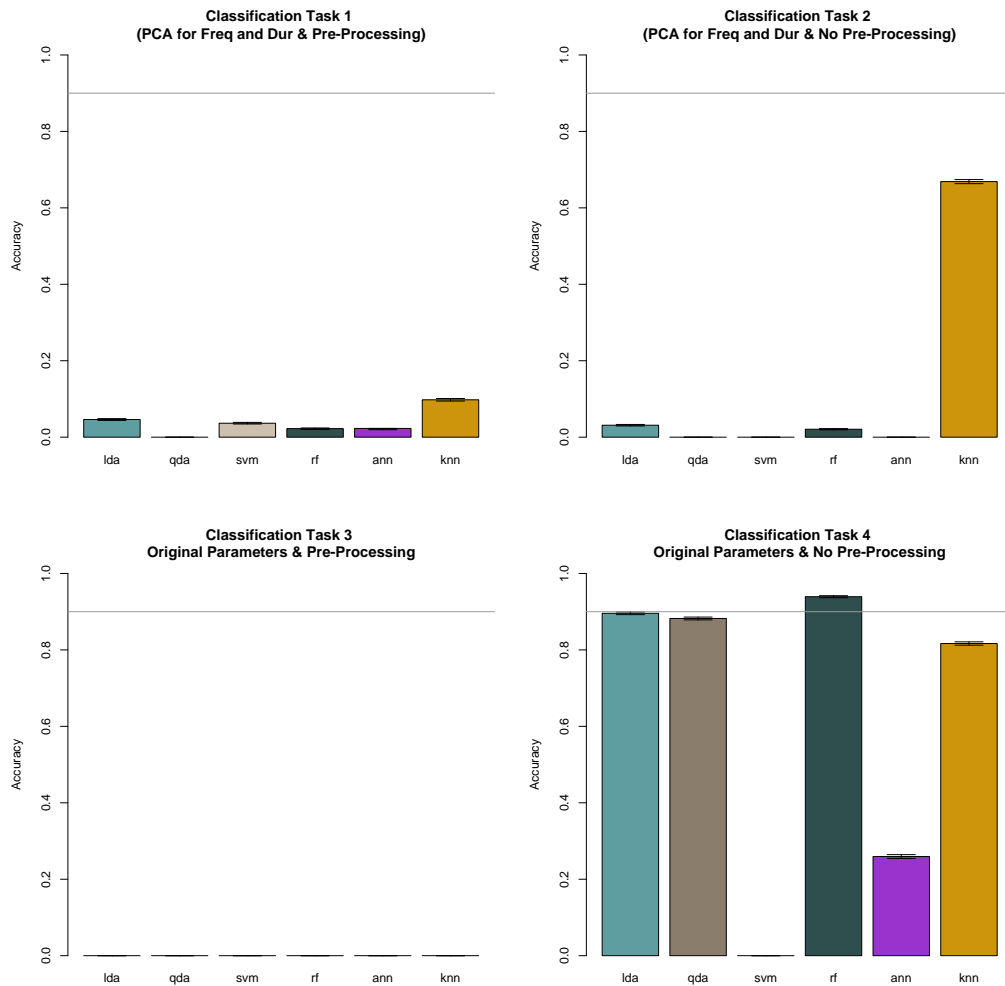 Classification Task 1
(PCA for Freq and Dur & Pre-Processing)
1.0
0.8
0.6
0.4
0.2
0.0
Accuracy
lda qda svm rf ann knn
Classification Task 2
(PCA for Freq and Dur & No Pre-Processing)
1.0
0.8
0.6
0.4
0.2
0.0
Accuracy
lda qda svm rf ann knn
Classification Task 3
Original Parameters & Pre-Processing
1.0
0.8
0.6
0.4
0.2
0.0
Accuracy
lda qda svm rf ann knn
Classification Task 4
Original Parameters & No Pre-Processing
1.0
0.8
0.6
0.4
0.2
0.0
Accuracy
lda qda svm rf ann knn